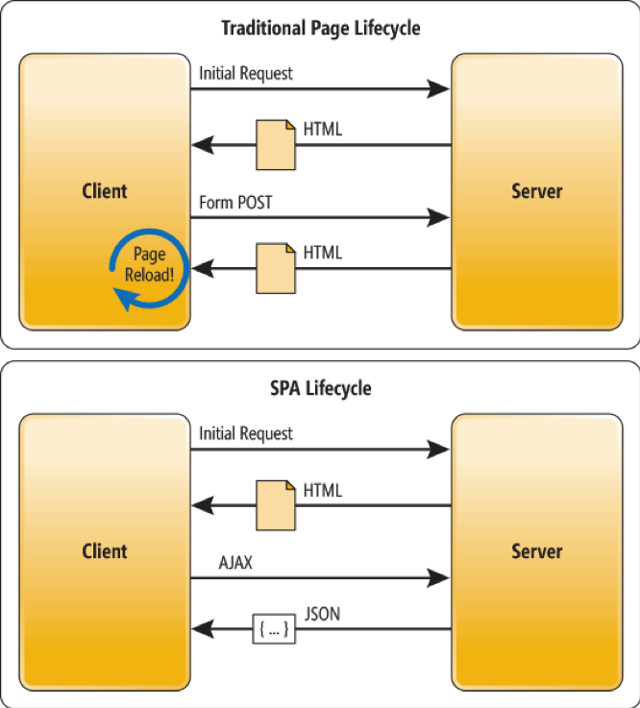 Traditional Page Lifecycle
Initial Request
HTML
Client
Server
Form POST
Page
Reload!
HTML
SPA Lifecycle
Initial Request
HTML
Client
Server
AJAX
JSON
{ ... }